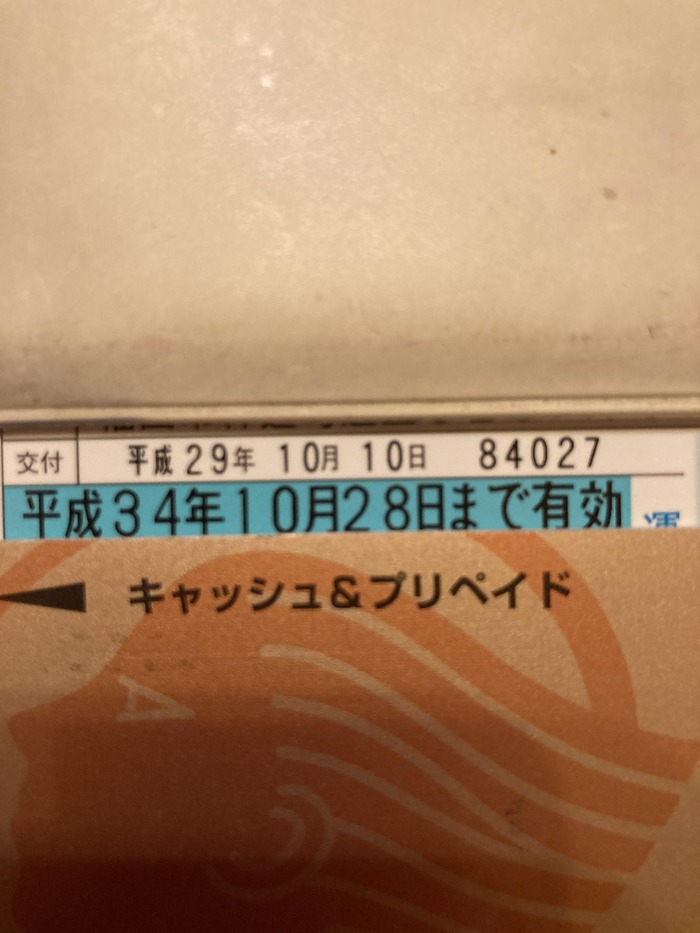 交付 平成29年 10月 10日 84027
平成34年10月28日まで有効
運
キャッシュ&プリペイド